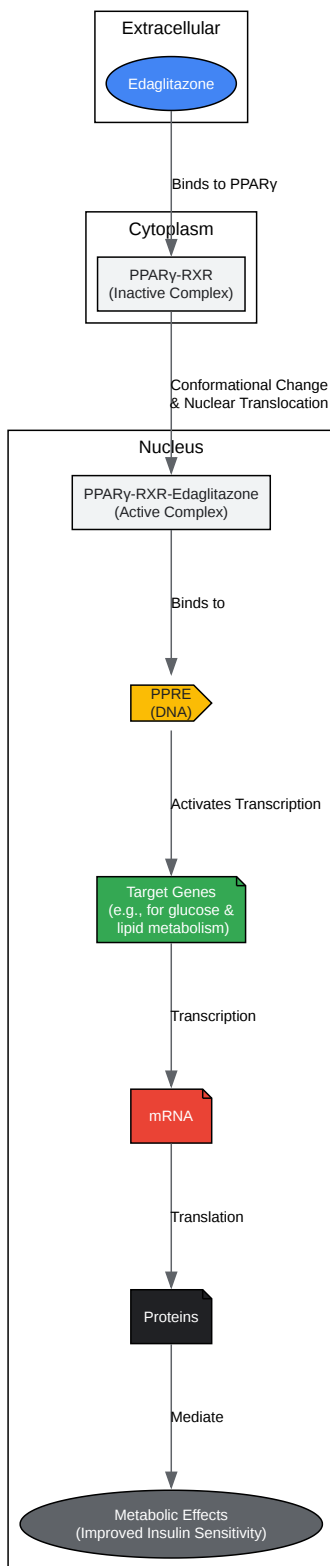 Extracellular
Edaglitazone
Binds to PPARγ
Cytoplasm
PPARγ-RXR
(Inactive Complex)
Conformational Change
& Nuclear Translocation
Nucleus
PPARγ-RXR-Edaglitazone
(Active Complex)
Binds to
PPRE
(DNA)
Activates Transcription
Target Genes
(e.g., for glucose &
lipid metabolism)
Transcription
mRNA
Translation
Proteins
Mediate
Metabolic Effects
(Improved Insulin Sensitivity)